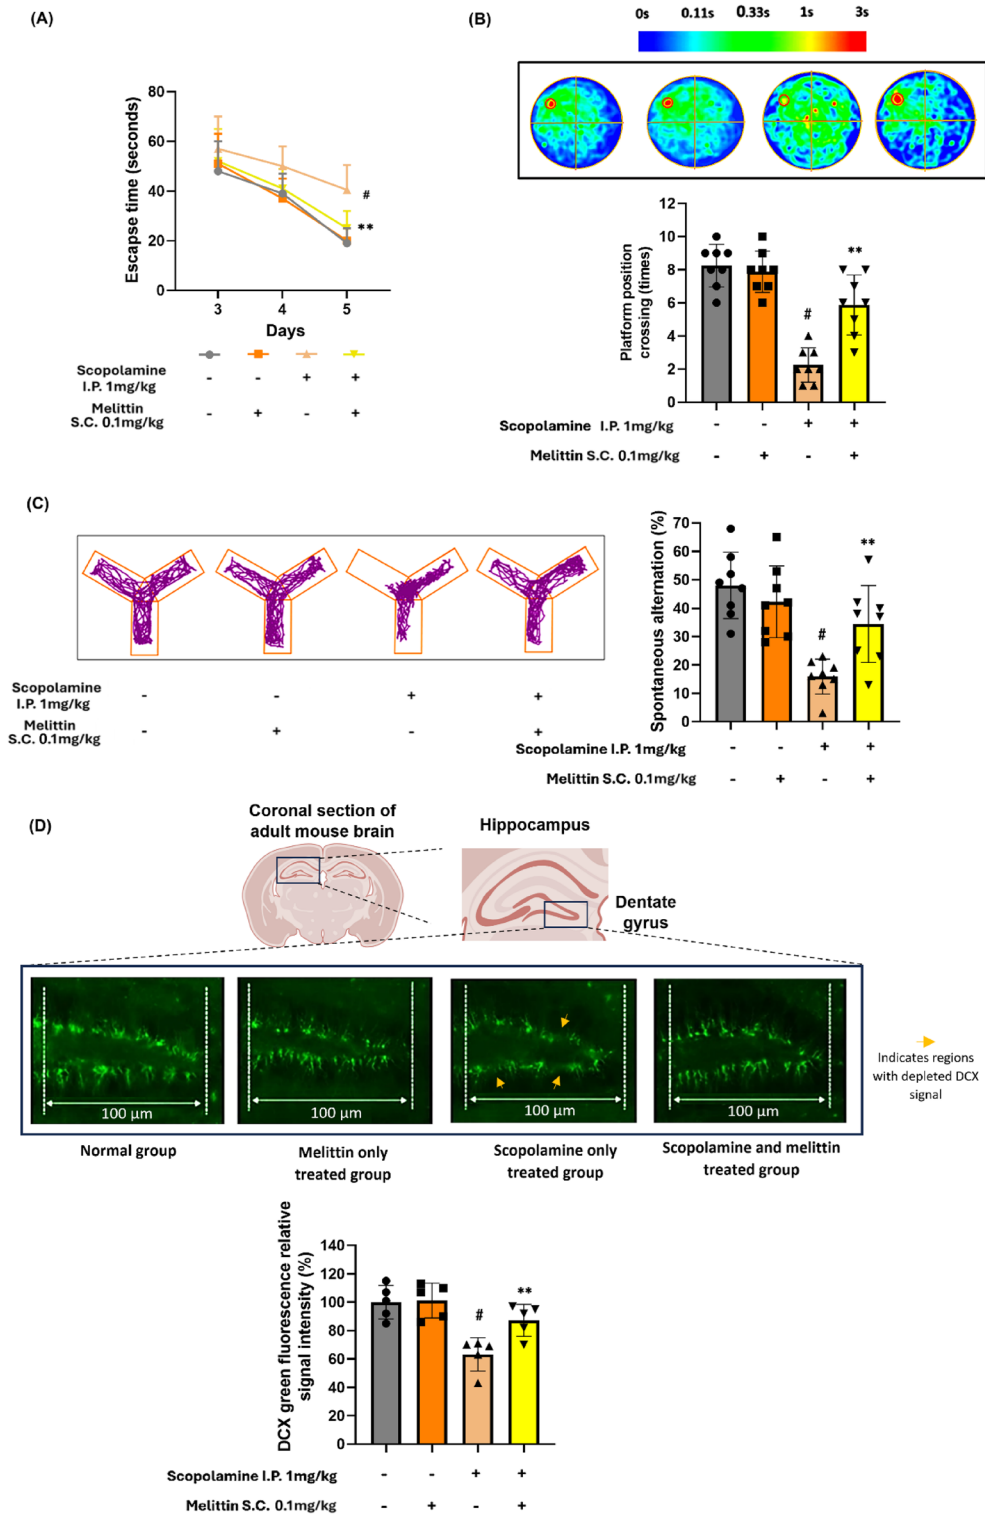 (A)
80
60
40
20
0
Escapse time (seconds)
3
4
5
Days
#
**
Scopolamine
I.P. 1mg/kg
- - + +
Melittin
S.C. 0.1mg/kg
- + - +
(B)
0s 0.11s 0.33s 1s 3s
12
10
8
6
4
2
0
Platform position
crossing (times)
#
**
Scopolamine I.P. 1mg/kg - - + +
Melittin S.C. 0.1mg/kg - + - +
(C)
Scopolamine
I.P. 1mg/kg
- - + +
Melittin
S.C. 0.1mg/kg
- + - +
70
60
50
40
30
20
10
0
Spontaneous alternation (%)
#
**
Scopolamine I.P. 1mg/kg - - + +
Melittin S.C. 0.1mg/kg - + - +
(D)
Coronal section of
adult mouse brain
Hippocampus
Dentate
gyrus
100 µm
100 µm
100 µm
100 µm
Indicates regions
with depleted DCX
signal
Normal group
Melittin only
treated group
Scopolamine only
treated group
Scopolamine and melittin
treated group
140
120
100
80
60
40
20
0
DCX green fluorescence relative
signal intensity (%)
#
**
Scopolamine I.P. 1mg/kg - - + +
Melittin S.C. 0.1mg/kg - + - +